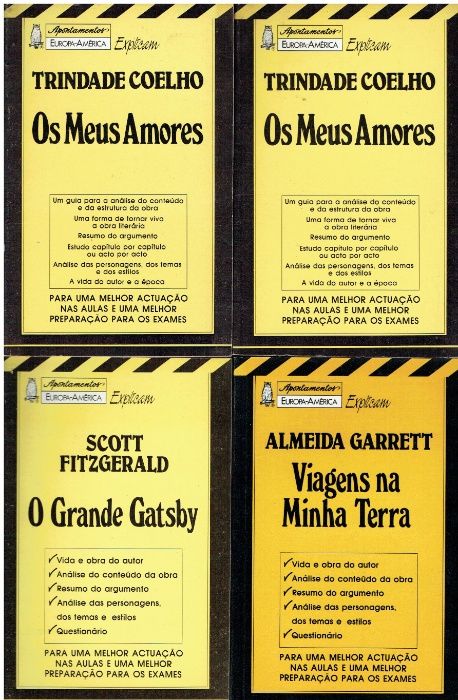 Apontamentos
EUROPA-AMÉRICA
Explicam
TRINDADE COELHO
Os Meus Amores
Um guia para a análise do conteúdo
e da estrutura da obra
Uma forma de tornar viva
a obra literária
Resumo do argumento
Estudo capítulo por capítulo
ou acto por acto
Análise das personagens, dos temas
e dos estilos
A vida do autor e a época
PARA UMA MELHOR ACTUAÇÃO
NAS AULAS E UMA MELHOR
PREPARAÇÃO PARA OS EXAMES
Apontamentos
EUROPA-AMÉRICA
Explicam
TRINDADE COELHO
Os Meus Amores
Um guia para a análise do conteúdo
e da estrutura da obra
Uma forma de tornar viva
a obra literária
Resumo do argumento
Estudo capítulo por capítulo
ou acto por acto
Análise das personagens, dos temas
e dos estilos
A vida do autor e a época
PARA UMA MELHOR ACTUAÇÃO
NAS AULAS E UMA MELHOR
PREPARAÇÃO PARA OS EXAMES
Apontamentos
EUROPA-AMÉRICA
Explicam
SCOTT
FITZGERALD
O Grande Gatsby
Vida e obra do autor
Análise do conteúdo da obra
Resumo do argumento
Análise das personagens,
dos temas e estilos
Questionário
PARA UMA MELHOR ACTUAÇÃO
NAS AULAS E UMA MELHOR
PREPARAÇÃO PARA OS EXAMES
Apontamentos
EUROPA-AMÉRICA
Explicam
ALMEIDA GARRETT
Viagens na
Minha Terra
Vida e obra do autor
Análise do conteúdo da obra
Resumo do argumento
Análise das personagens,
dos temas e estilos
Questionário
PARA UMA MELHOR ACTUAÇÃO
NAS AULAS E UMA MELHOR
PREPARAÇÃO PARA OS EXAMES